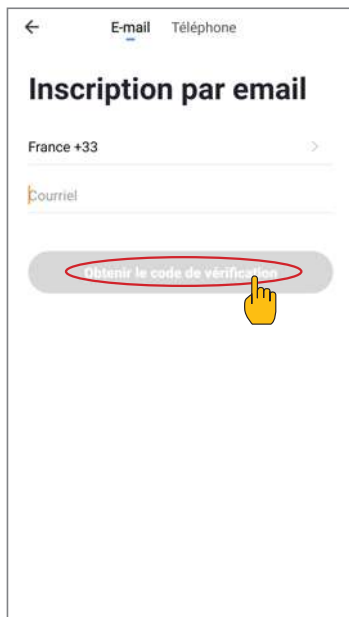 E-mail Téléphone
Inscription par email
France +33
Courriel
Obtenir le code de vérification